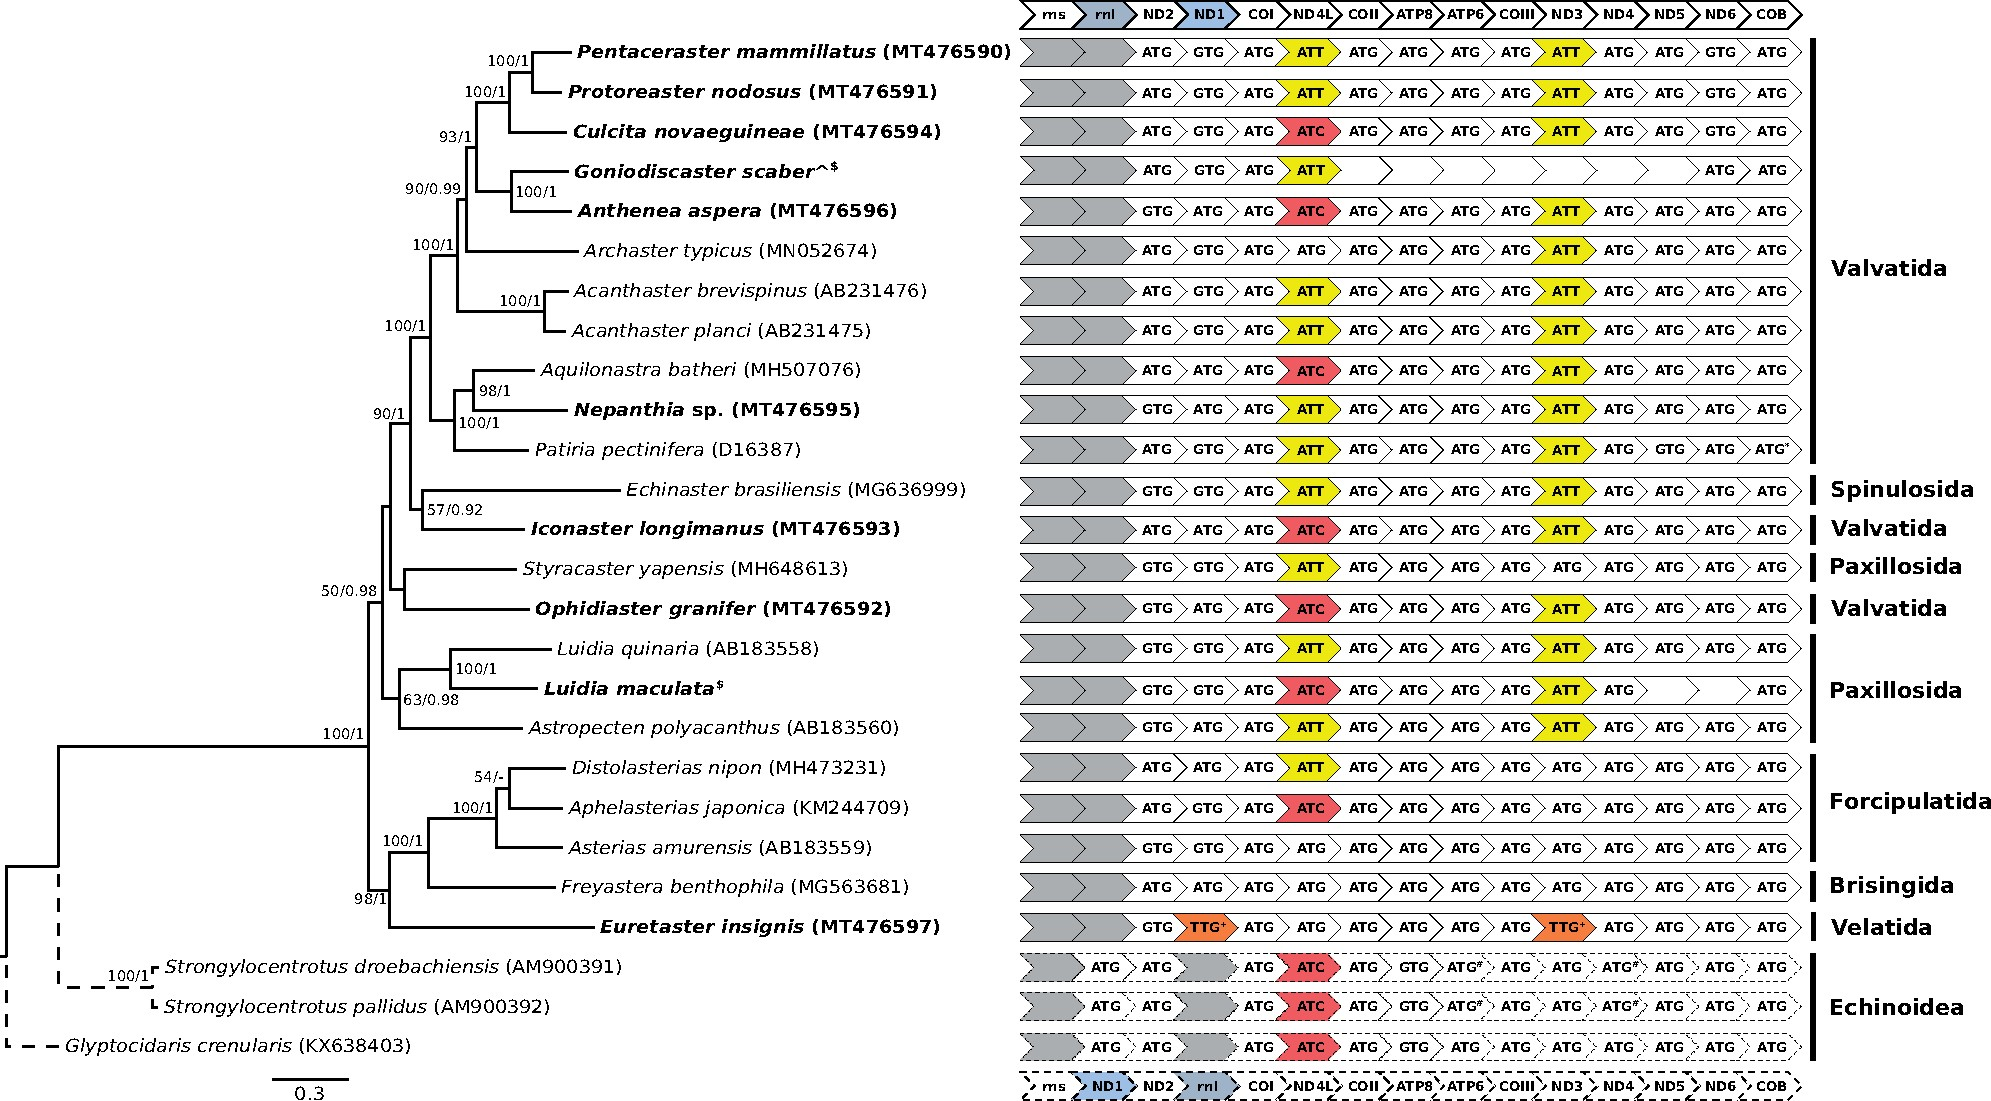 rns rnl ND2 ND1 COI ND4L COII ATP8 ATP6 COIII ND3 ND4 ND5 ND6 COB
Pentaceraster mammillatus (MT476590) ATG GTG ATG ATT ATG ATG ATG ATG ATT ATG ATG GTG ATG
100/1
Protoreaster nodosus (MT476591) ATG GTG ATG ATT ATG ATG ATG ATG ATT ATG ATG GTG ATG
100/1
Culcita novaeguineae (MT476594) ATG GTG ATG ATC ATG ATG ATG ATG ATT ATG ATG GTG ATG
93/1
Goniodiscaster scaber^$ ATG GTG ATG ATT ATG ATG
90/0.99 100/1
Anthenea aspera (MT476596) GTG ATG ATG ATC ATG ATG ATG ATG ATT ATG ATG ATG ATG
100/1 Archaster typicus (MN052674) ATG GTG ATG ATG ATG ATG ATG ATG ATT ATG ATG ATG ATG
Valvatida
Acanthaster brevispinus (AB231476) ATG GTG ATG ATT ATG ATG ATG ATG ATT ATG ATG ATG ATG
100/1
100/1 Acanthaster planci (AB231475) ATG GTG ATG ATT ATG ATG ATG ATG ATT ATG ATG ATG ATG
Aquilonastra batheri (MH507076) ATG ATG ATG ATC ATG ATG ATG ATG ATT ATG ATG ATG ATG
98/1
90/1 Nepanthia sp. (MT476595) GTG ATG ATG ATT ATG ATG ATG ATG ATT ATG ATG ATG ATG
100/1
Patiria pectinifera (D16387) ATG GTG ATG ATT ATG ATG ATG ATG ATT ATG GTG ATG ATG*
Echinaster brasiliensis (MG636999) GTG GTG ATG ATT ATG ATG ATG ATG ATT ATG ATG ATG ATG Spinulosida
57/0.92
Iconaster longimanus (MT476593) ATG ATG ATG ATC ATG ATG ATG ATG ATT ATG ATG ATG ATG Valvatida
Styracaster yapensis (MH648613) GTG GTG ATG ATT ATG ATG ATG ATG ATG ATG ATG ATG ATG Paxillosida
50/0.98
Ophidiaster granifer (MT476592) GTG ATG ATG ATC ATG ATG ATG ATG ATT ATG ATG ATG ATG Valvatida
Luidia quinaria (AB183558) GTG GTG ATG ATT ATG ATG ATG ATG ATT ATG ATG ATG ATG
100/1
Luidia maculata$ GTG GTG ATG ATC ATG ATG ATG ATG ATT ATG ATG Paxillosida
63/0.98
Astropecten polyacanthus (AB183560) GTG ATG ATG ATT ATG ATG ATG ATG ATT ATG ATG ATG ATG
100/1
Distolasterias nipon (MH473231) ATG ATG ATG ATT ATG ATG ATG ATG ATG ATG ATG ATG ATG
54/-
Forcipulatida
100/1 Aphelasterias japonica (KM244709) ATG GTG ATG ATC ATG ATG ATG ATG ATG ATG ATG ATG ATG
100/1
Asterias amurensis (AB183559) GTG GTG ATG ATG ATG ATG ATG ATG ATG ATG ATG ATG ATG
Freyastera benthophila (MG563681) ATG ATG ATG ATG ATG ATG ATG ATG ATG ATG ATG ATG ATG Brisingida
98/1
Euretaster insignis (MT476597) GTG TTG+ ATG ATG ATG ATG ATG ATG TTG+ ATG ATG ATG ATG Velatida
100/1 Strongylocentrotus droebachiensis (AM900391) ATG ATG ATG ATC ATG GTG ATG# ATG ATG ATG# ATG ATG ATG
Strongylocentrotus pallidus (AM900392) ATG ATG ATG ATC ATG GTG ATG# ATG ATG ATG# ATG ATG ATG Echinoidea
Glyptocidaris crenularis (KX638403) ATG ATG ATG ATC ATG GTG ATG ATG ATG ATG ATG ATG ATG
rns ND1 ND2 rnl COI ND4L COII ATP8 ATP6 COIII ND3 ND4 ND5 ND6 COB
0.3